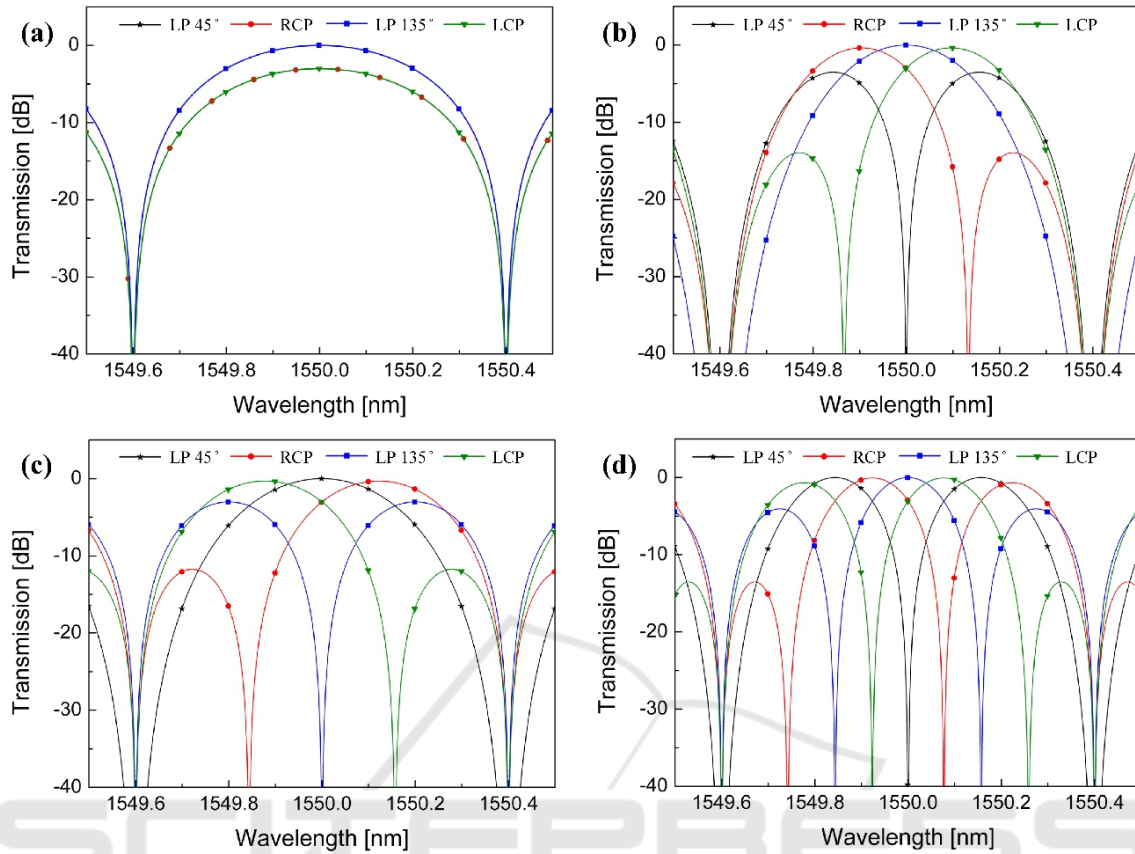 (a)
LP 45° RCP LP 135° LCP
0
-10
-20
-30
-40
Transmission [dB]
1549.6 1549.8 1550.0 1550.2 1550.4
Wavelength [nm]
(b)
LP 45° RCP LP 135° LCP
0
-10
-20
-30
-40
Transmission [dB]
1549.6 1549.8 1550.0 1550.2 1550.4
Wavelength [nm]
(c)
LP 45° RCP LP 135° LCP
0
-10
-20
-30
-40
Transmission [dB]
1549.6 1549.8 1550.0 1550.2 1550.4
Wavelength [nm]
(d)
LP 45° RCP LP 135° LCP
0
-10
-20
-30
-40
Transmission [dB]
1549.6 1549.8 1550.0 1550.2 1550.4
Wavelength [nm]
SCITEPRESS